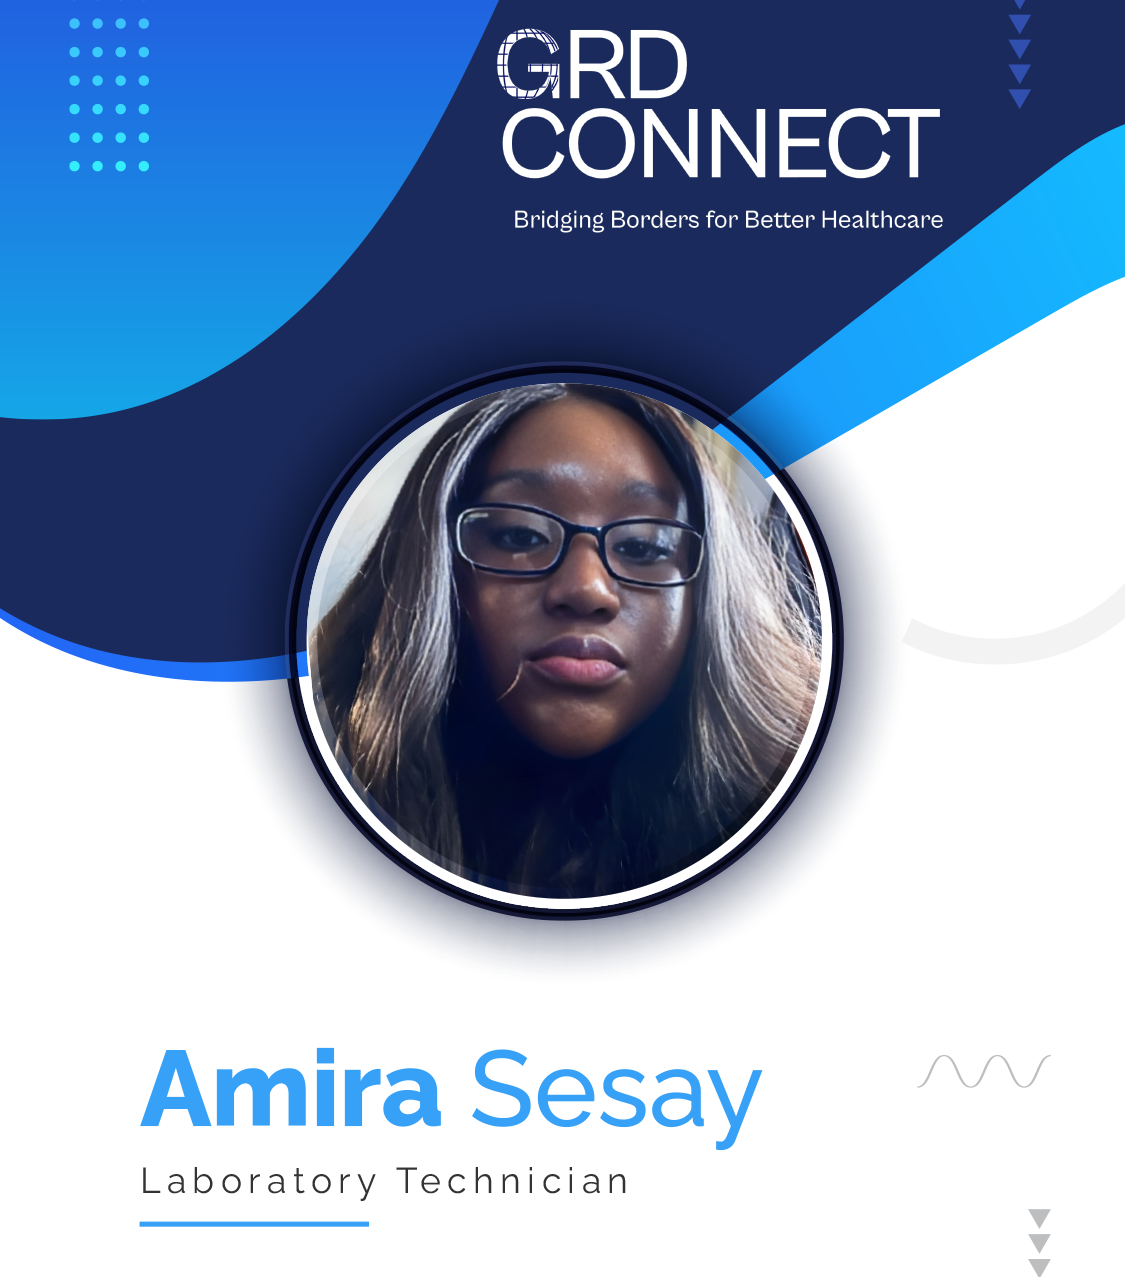 GRD
CONNECT
Bridging Borders for Better Healthcare
Amira Sesay
Laboratory Technician